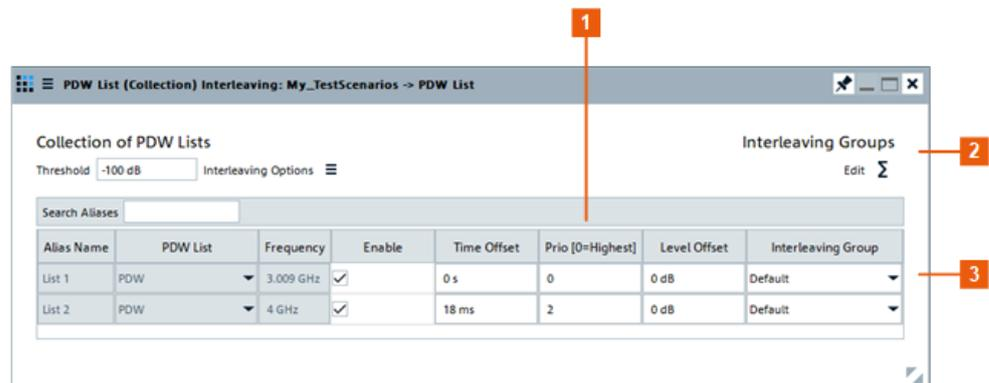 1
PDW List (Collection) Interleaving: My_TestScenarios -> PDW List
Collection of PDW Lists
Interleaving Groups
2
Threshold -100 dB Interleaving Options
Edit Σ
Search Aliases
Alias Name PDW List Frequency Enable Time Offset Prio [0=Highest] Level Offset Interleaving Group
List 1 PDW 3.009 GHz 0 s 0 0 dB Default
3
List 2 PDW 4 GHz 18 ms 2 0 dB Default